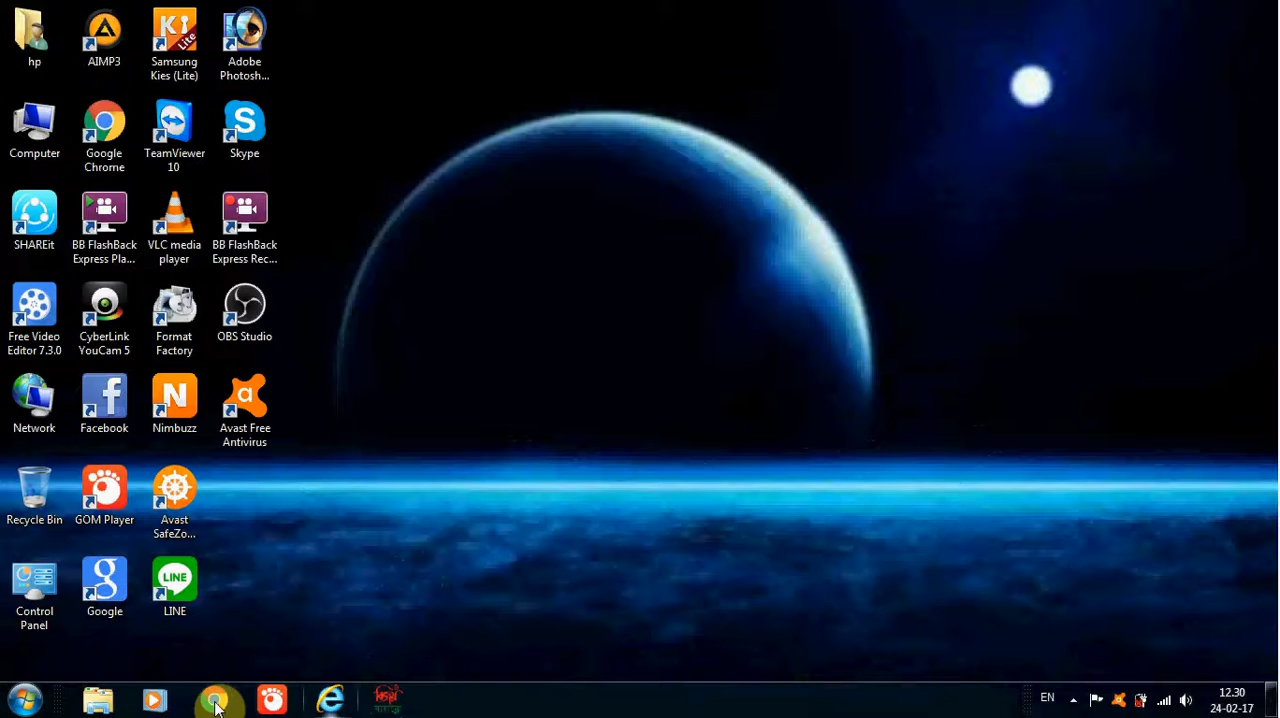 hp
AIMP3
Ki
Lite
Samsung
Kies (Lite)
Adobe
Photosh...
Computer
Google
Chrome
TeamViewer
10
Skype
SHAREit
BB FlashBack
Express Pla...
VLC media
player
BB FlashBack
Express Rec...
Free Video
Editor 7.3.0
CyberLink
YouCam 5
Format
Factory
OBS Studio
Network
Facebook
N
Nimbuzz
Avast Free
Antivirus
Recycle Bin
GOM Player
Avast
SafeZo...
Control
Panel
g
Google
LINE
LINE
EN
12.30
24-02-17